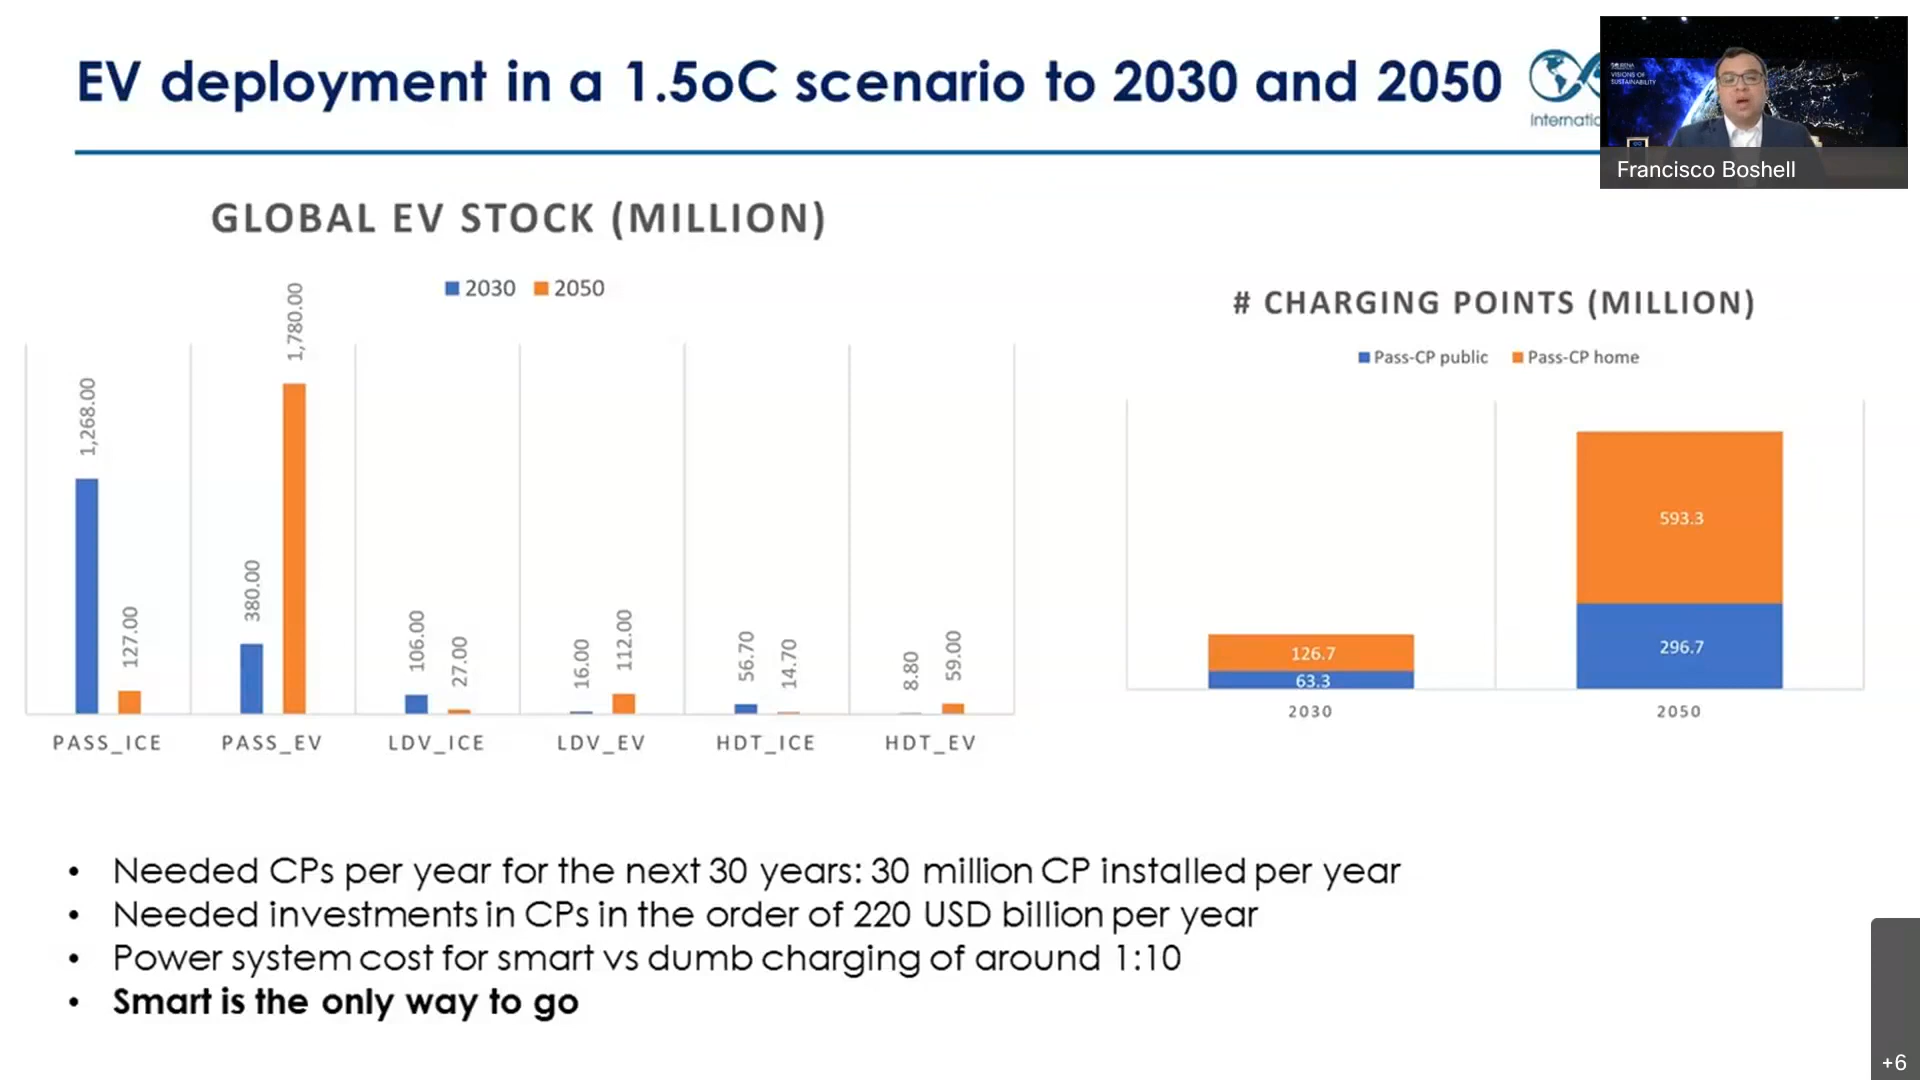 EV deployment in a 1.5oC scenario to 2030 and 2050
Internatio
VISIONS OF
SUSTAINABILITY
Francisco Boshell
GLOBAL EV STOCK (MILLION)
2030 2050
1,268.00
127.00
380.00
1,780.00
106.00
27.00
16.00
112.00
56.70
14.70
8.80
59.00
PASS_ICE PASS_EV LDV_ICE LDV_EV HDT_ICE HDT_EV
# CHARGING POINTS (MILLION)
Pass-CP public Pass-CP home
126.7
63.3
593.3
296.7
2030 2050
• Needed CPs per year for the next 30 years: 30 million CP installed per year
• Needed investments in CPs in the order of 220 USD billion per year
• Power system cost for smart vs dumb charging of around 1:10
• Smart is the only way to go
+6